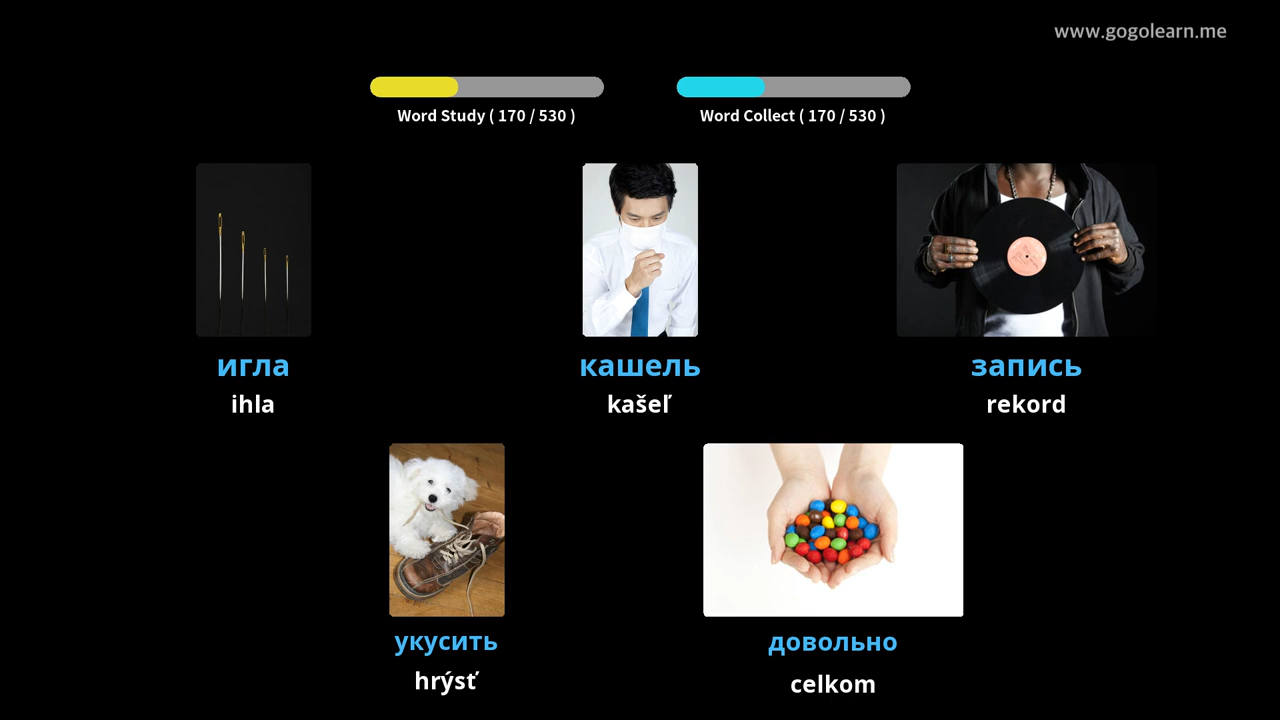 www.gogolearn.me
Word Study ( 170 / 530 )
Word Collect ( 170 / 530 )
игла
кашель
запись
ihla
kašeľ
rekord
укусить
довольно
hrýsť
celkom